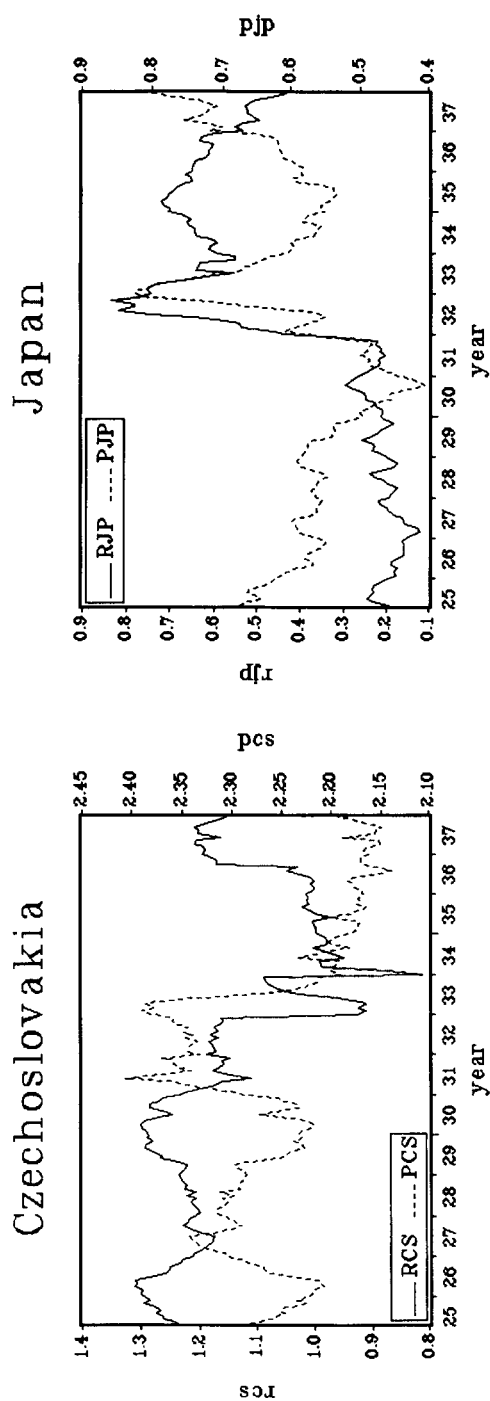 Czechoslovakia
rcs
1.4
1.3
1.2
1.1
1.0
0.9
0.8
pcs
2.45
2.40
2.35
2.30
2.25
2.20
2.15
2.10
RCS PCS
25 26 27 28 29 30 31 32 33 34 35 36 37
year
Japan
rjp
0.9
0.8
0.7
0.6
0.5
0.4
0.3
0.2
0.1
pjp
0.9
0.8
0.7
0.6
0.5
0.4
RJP PJP
25 26 27 28 29 30 31 32 33 34 35 36 37
year